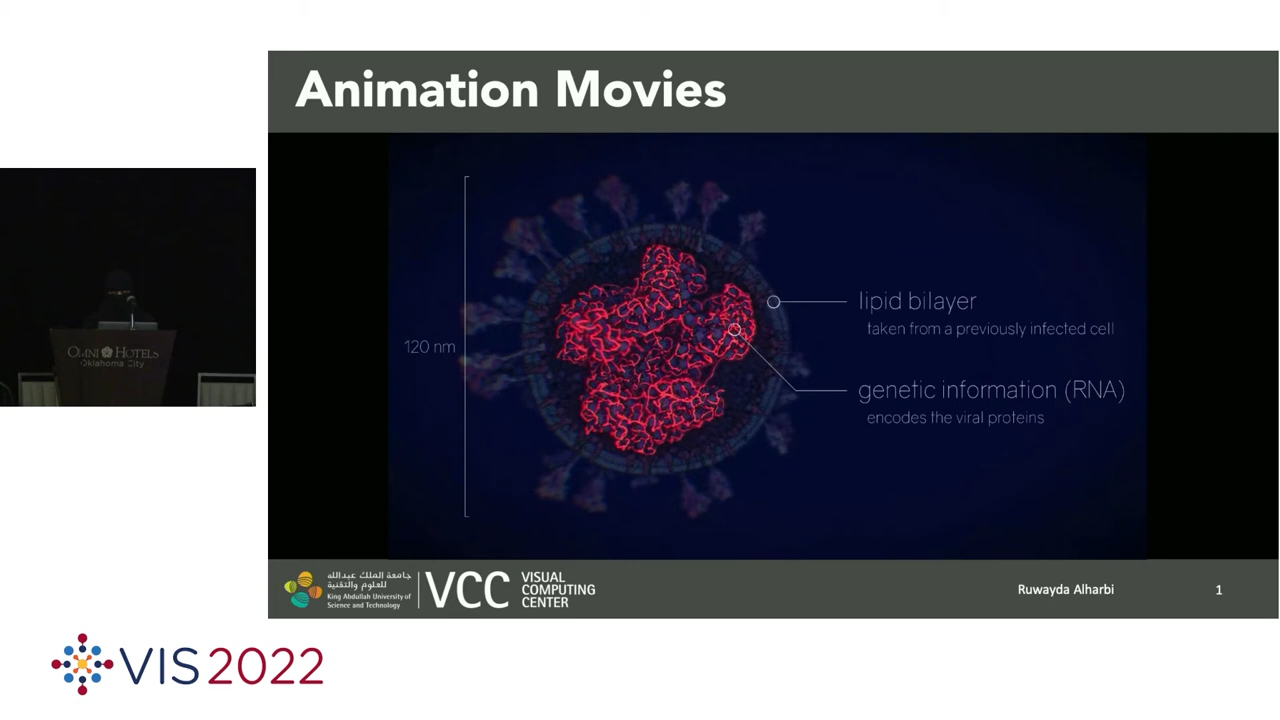 Animation Movies
120 nm
lipid bilayer
taken from a previously infected cell
genetic information (RNA)
encodes the viral proteins
OMNI HOTELS
Oklahoma City
جامعة الملك عبدالله
للعلوم والتقنية
King Abdullah University of
Science and Technology
VCC
VISUAL
COMPUTING
CENTER
Ruwayda Alharbi
1
VIS2022